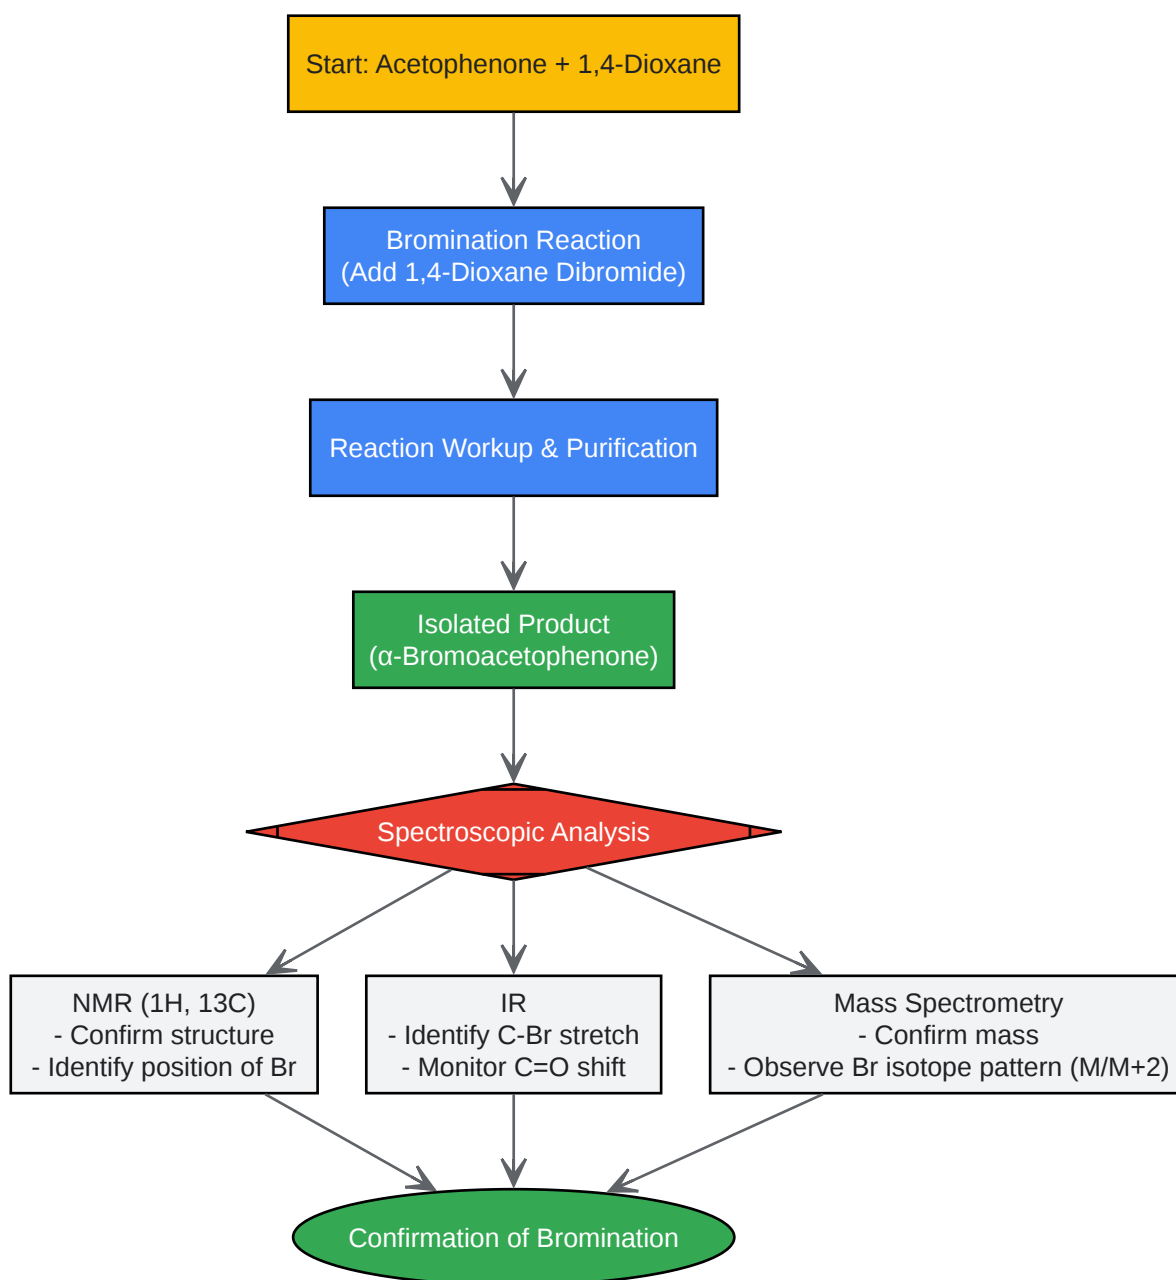 Start: Acetophenone + 1,4-Dioxane
Bromination Reaction
(Add 1,4-Dioxane Dibromide)
Reaction Workup & Purification
Isolated Product
(α-Bromoacetophenone)
Spectroscopic Analysis
NMR (1H, 13C)
- Confirm structure
- Identify position of Br
IR
- Identify C-Br stretch
- Monitor C=O shift
Mass Spectrometry
- Confirm mass
- Observe Br isotope pattern (M/M+2)
Confirmation of Bromination